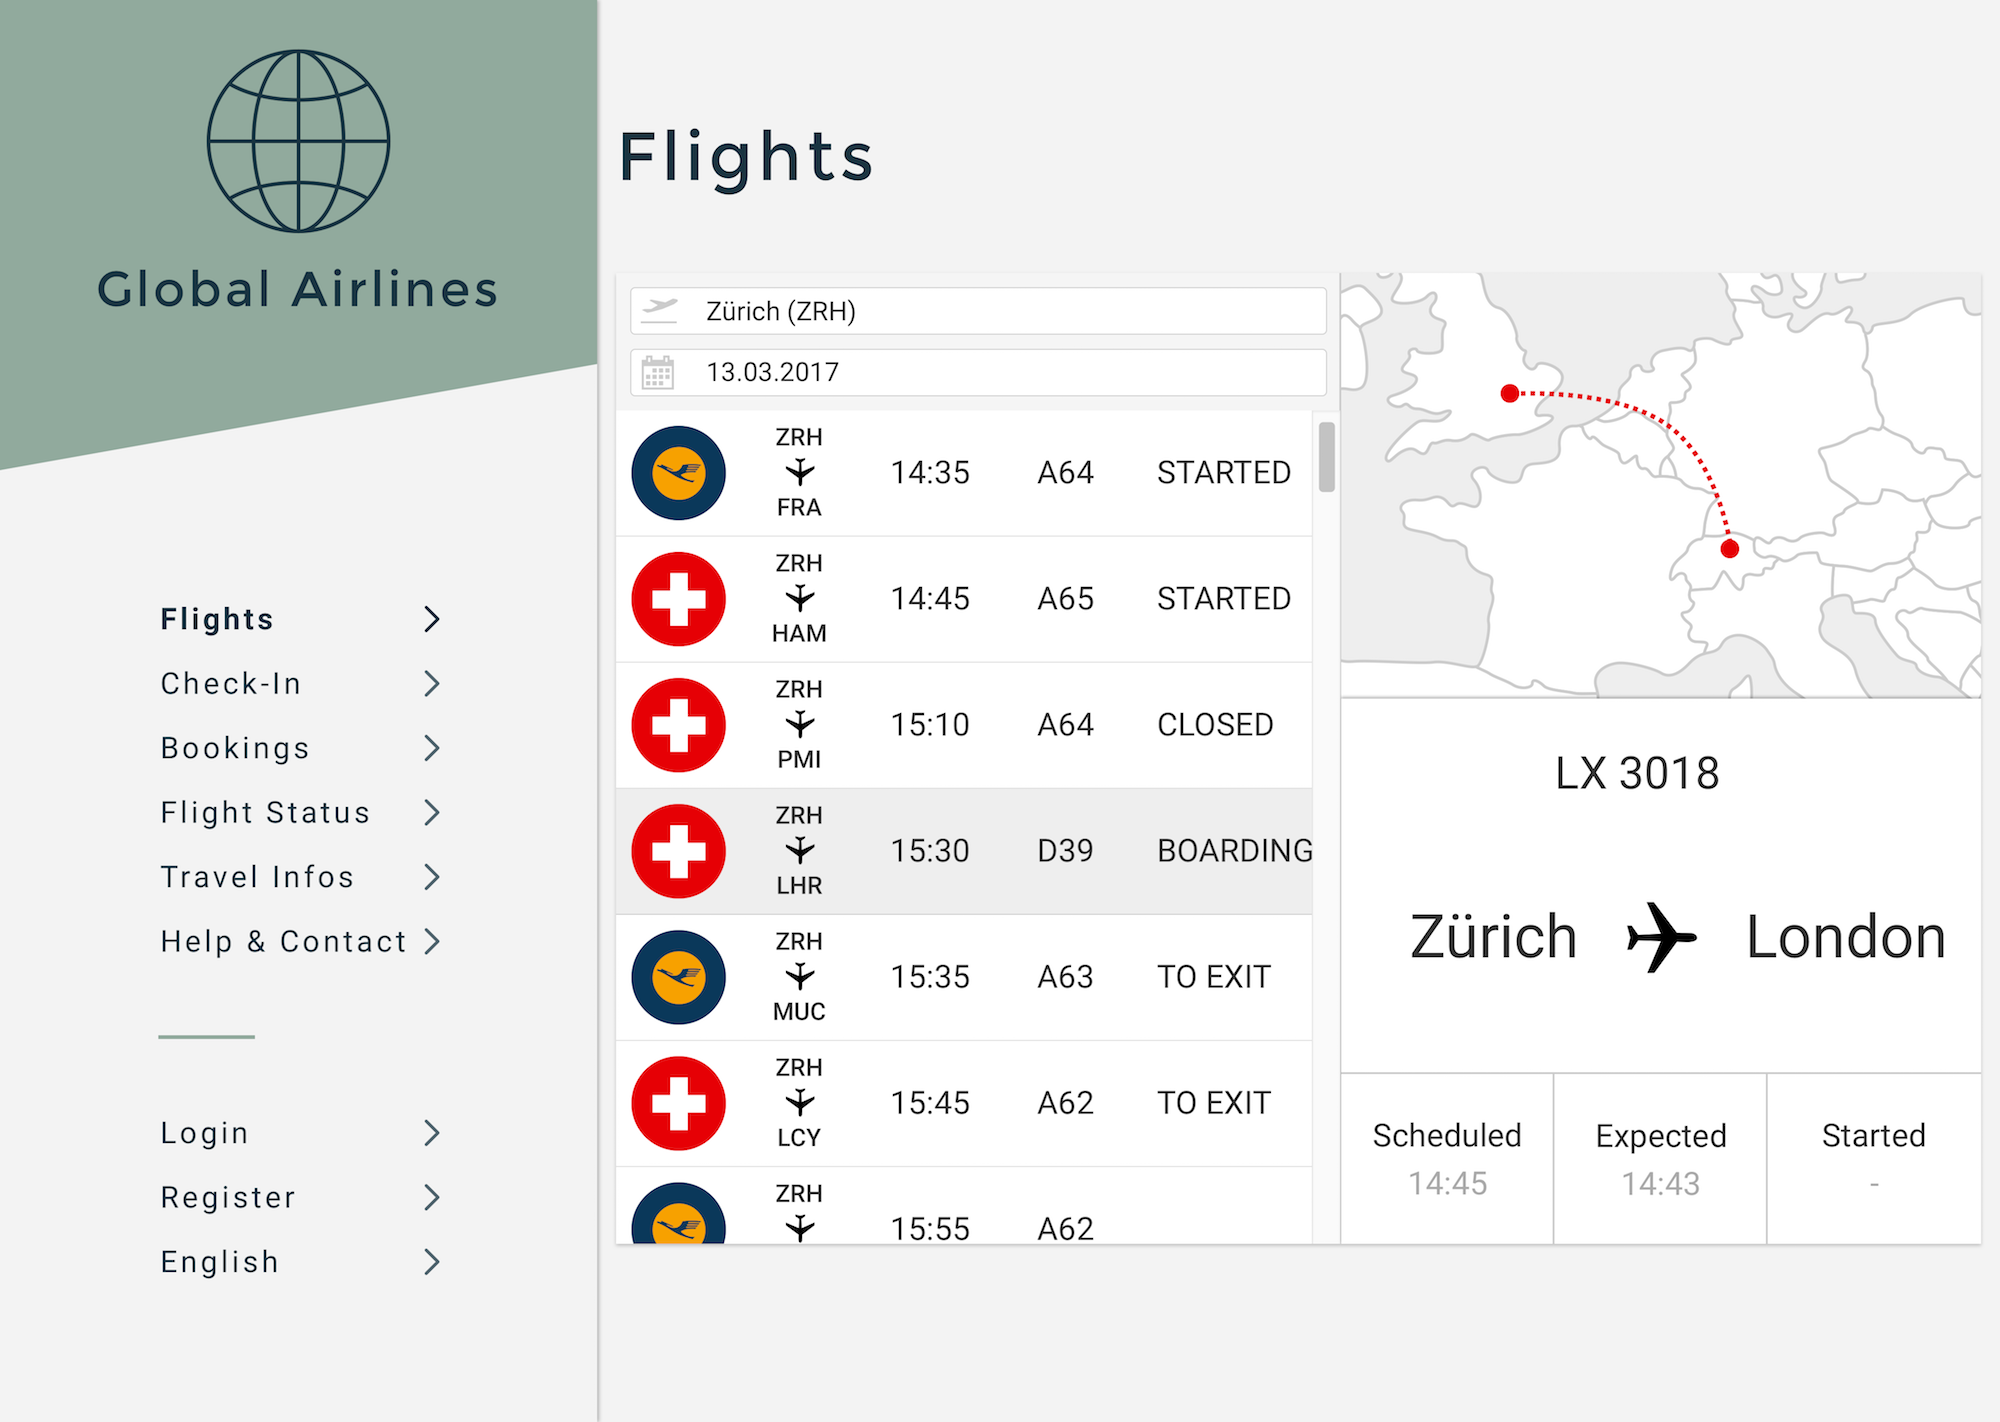 Global Airlines
Flights
Check-In
Bookings
Flight Status
Travel Infos
Help & Contact
Login
Register
English
Flights
Zürich (ZRH)
13.03.2017
ZRH
FRA
14:35 A64 STARTED
ZRH
HAM
14:45 A65 STARTED
ZRH
PMI
15:10 A64 CLOSED
ZRH
LHR
15:30 D39 BOARDING
ZRH
MUC
15:35 A63 TO EXIT
ZRH
LCY
15:45 A62 TO EXIT
ZRH
15:55 A62
LX 3018
Zürich London
Scheduled
14:45
Expected
14:43
Started
-